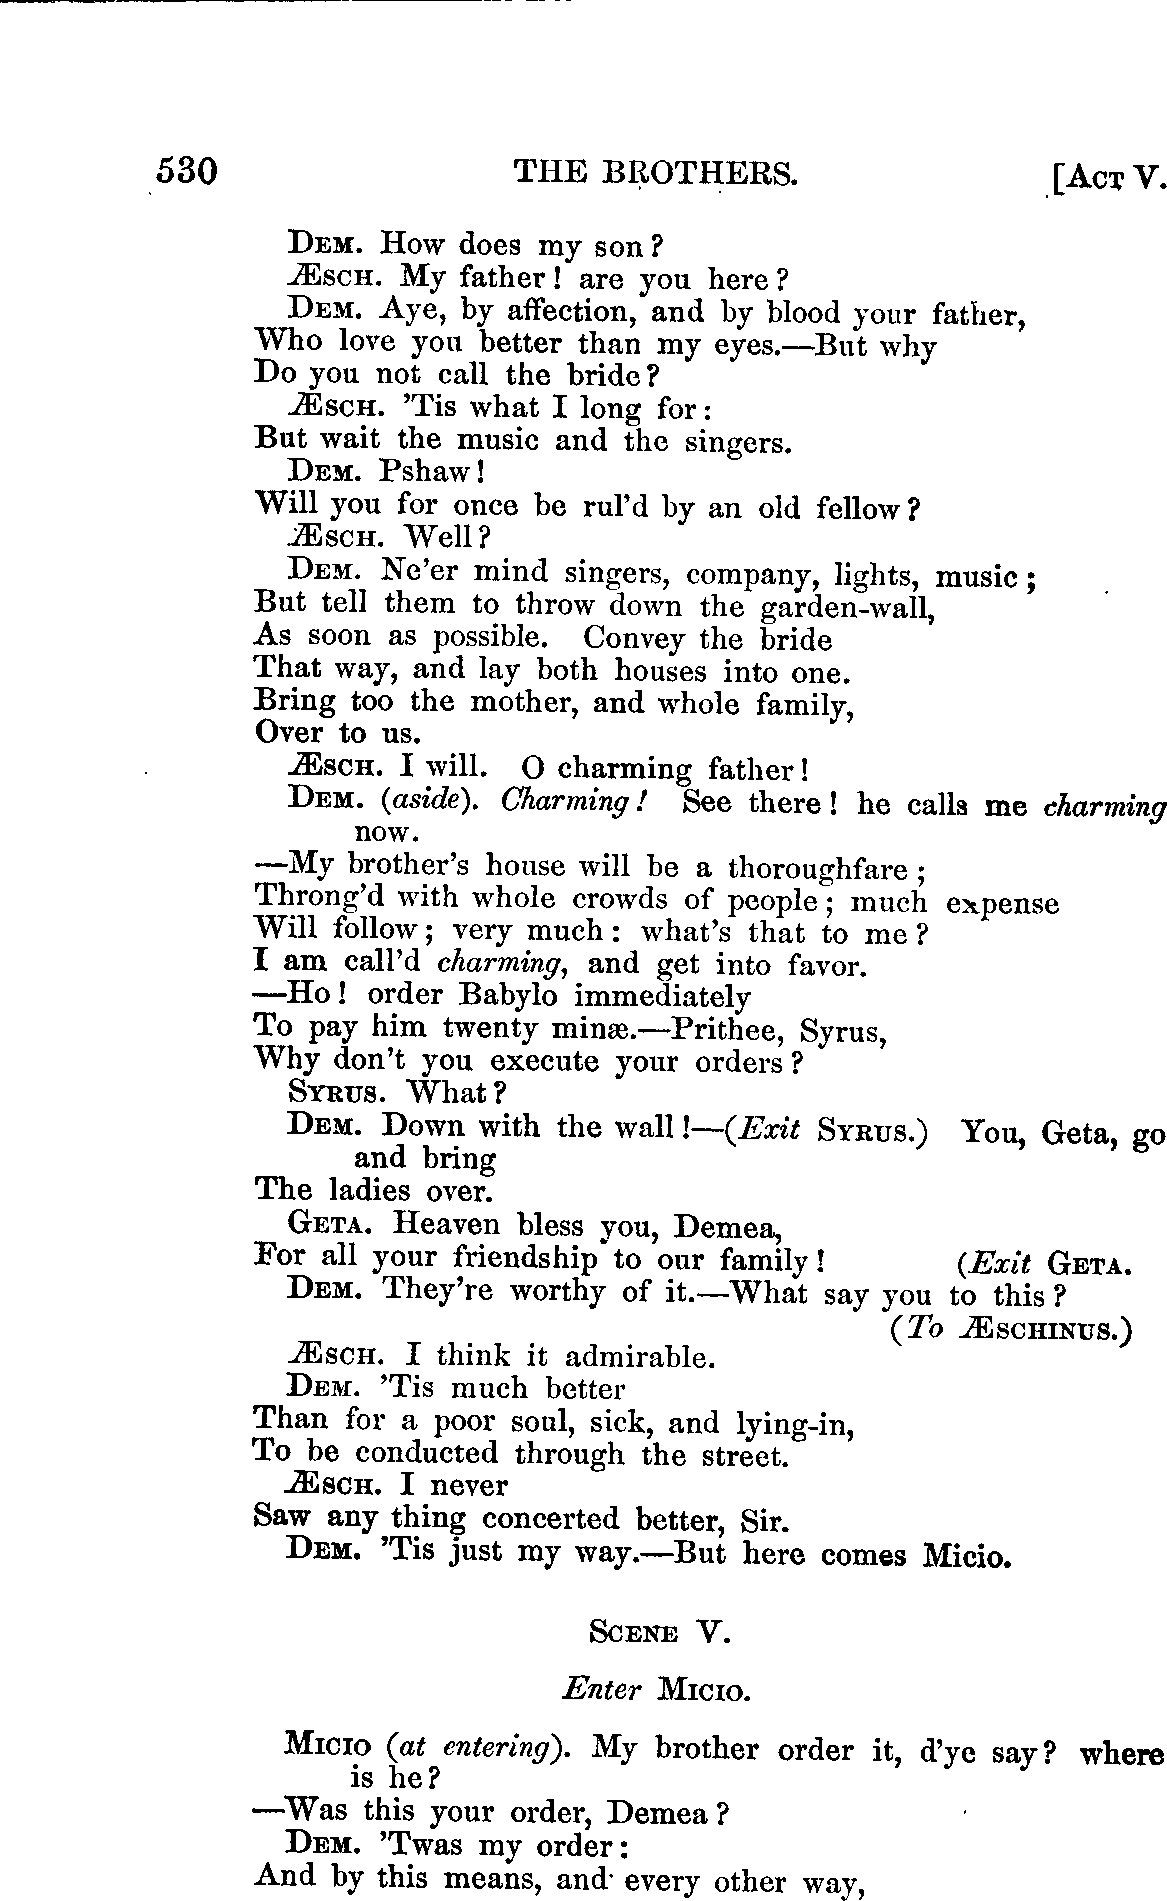 530 THE BROTHERS. [ACT V.
DEM. How does my son?
ÆSCH. My father! are you here?
DEM. Aye, by affection, and by blood your father,
Who love you better than my eyes.—But why
Do you not call the bride?
ÆSCH. 'Tis what I long for:
But wait the music and the singers.
DEM. Pshaw!
Will you for once be rul'd by an old fellow?
ÆSCH. Well?
DEM. Ne'er mind singers, company, lights, music;
But tell them to throw down the garden-wall,
As soon as possible. Convey the bride
That way, and lay both houses into one.
Bring too the mother, and whole family,
Over to us.
ÆSCH. I will. O charming father!
DEM. (aside). Charming! See there! he calls me charming
now.
—My brother's house will be a thoroughfare;
Throng'd with whole crowds of people; much expense
Will follow; very much: what's that to me?
I am call'd charming, and get into favor.
—Ho! order Babylo immediately
To pay him twenty minæ.—Prithee, Syrus,
Why don't you execute your orders?
SYRUS. What?
DEM. Down with the wall!—(Exit SYRUS.) You, Geta, go
and bring
The ladies over.
GETA. Heaven bless you, Demea,
For all your friendship to our family! (Exit GETA.
DEM. They're worthy of it.—What say you to this?
(To ÆSCHINUS.)
ÆSCH. I think it admirable.
DEM. 'Tis much better
Than for a poor soul, sick, and lying-in,
To be conducted through the street.
ÆSCH. I never
Saw any thing concerted better, Sir.
DEM. 'Tis just my way.—But here comes Micio.
SCENE V.
Enter MICIO.
MICIO (at entering). My brother order it, d'ye say? where
is he?
—Was this your order, Demea?
DEM. 'Twas my order:
And by this means, and every other way,